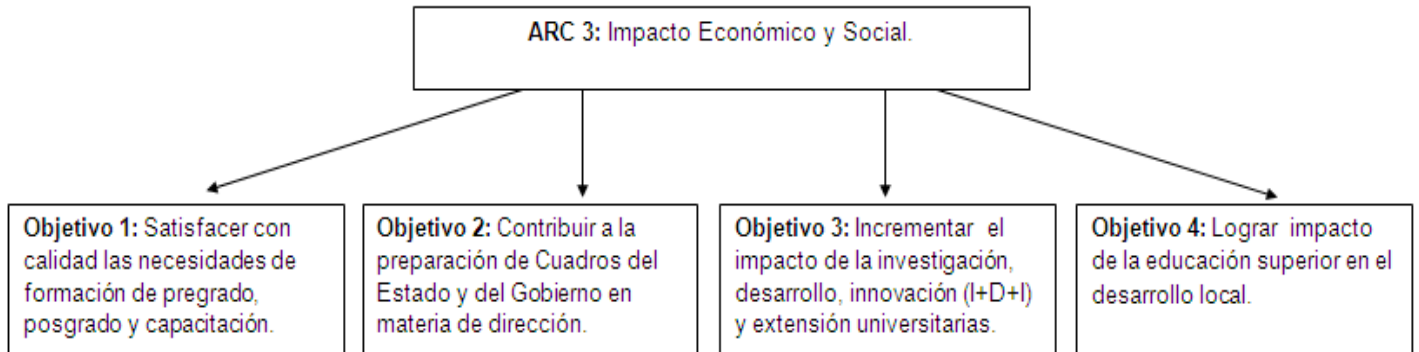 ARC 3: Impacto Económico y Social.
Objetivo 1: Satisfacer con
calidad las necesidades de
formación de pregrado,
posgrado y capacitación.
Objetivo 2: Contribuir a la
preparación de Cuadros del
Estado y del Gobierno en
materia de dirección.
Objetivo 3: Incrementar el
impacto de la investigación,
desarrollo, innovación (I+D+I)
y extensión universitarias.
Objetivo 4: Lograr impacto
de la educación superior en el
desarrollo local.